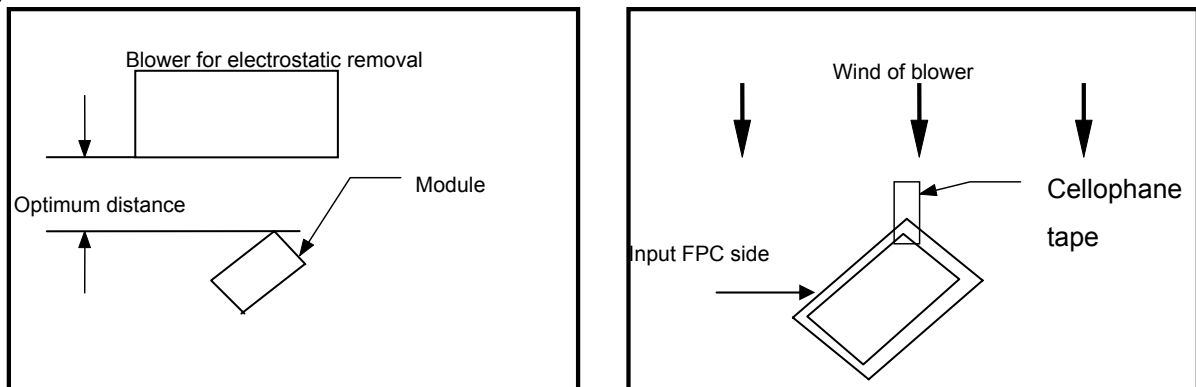 Blower for electrostatic removal
Module
Optimum distance
Wind of blower
Cellophane
tape
Input FPC side